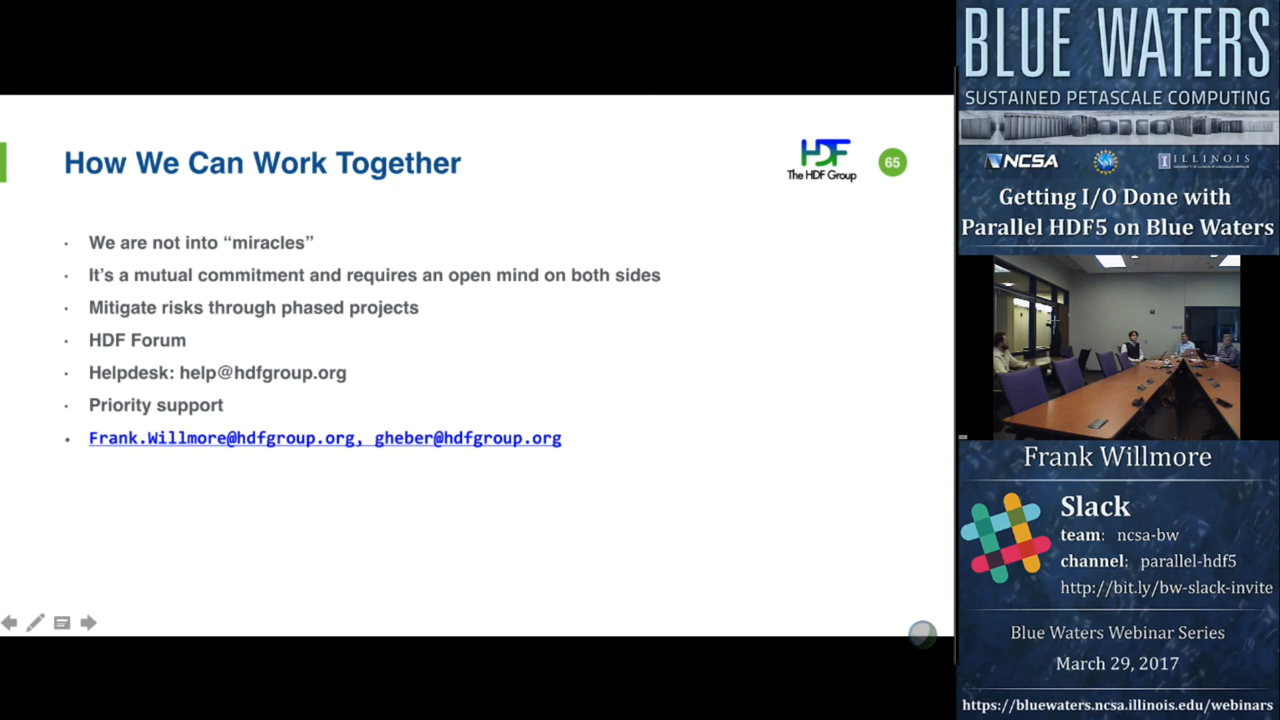 How We Can Work Together
HDF
The HDF Group
65
· We are not into “miracles”
· It’s a mutual commitment and requires an open mind on both sides
· Mitigate risks through phased projects
· HDF Forum
· Helpdesk: help@hdfgroup.org
· Priority support
• Frank.Willmore@hdfgroup.org, gheber@hdfgroup.org
BLUE WATERS
SUSTAINED PETASCALE COMPUTING
NCSA
ILLINOIS
Getting I/O Done with
Parallel HDF5 on Blue Waters
Frank Willmore
Slack
team: ncsa-bw
channel: parallel-hdf5
http://bit.ly/bw-slack-invite
Blue Waters Webinar Series
March 29, 2017
https://bluewaters.ncsa.illinois.edu/webinars